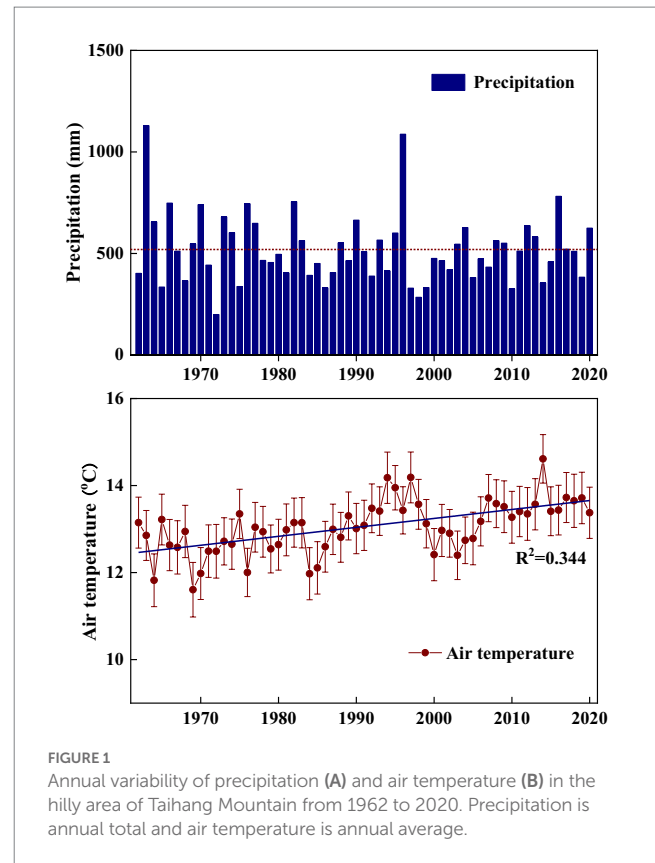 1500
Precipitation
1000
Precipitation (mm)
500
0
1970
1980
1990
2000
2010
2020
16
14
Air temperature (ºC)
12
R²=0.344
Air temperature
10
1970
1980
1990
2000
2010
2020
FIGURE 1
Annual variability of precipitation (A) and air temperature (B) in the
hilly area of Taihang Mountain from 1962 to 2020. Precipitation is
annual total and air temperature is annual average.